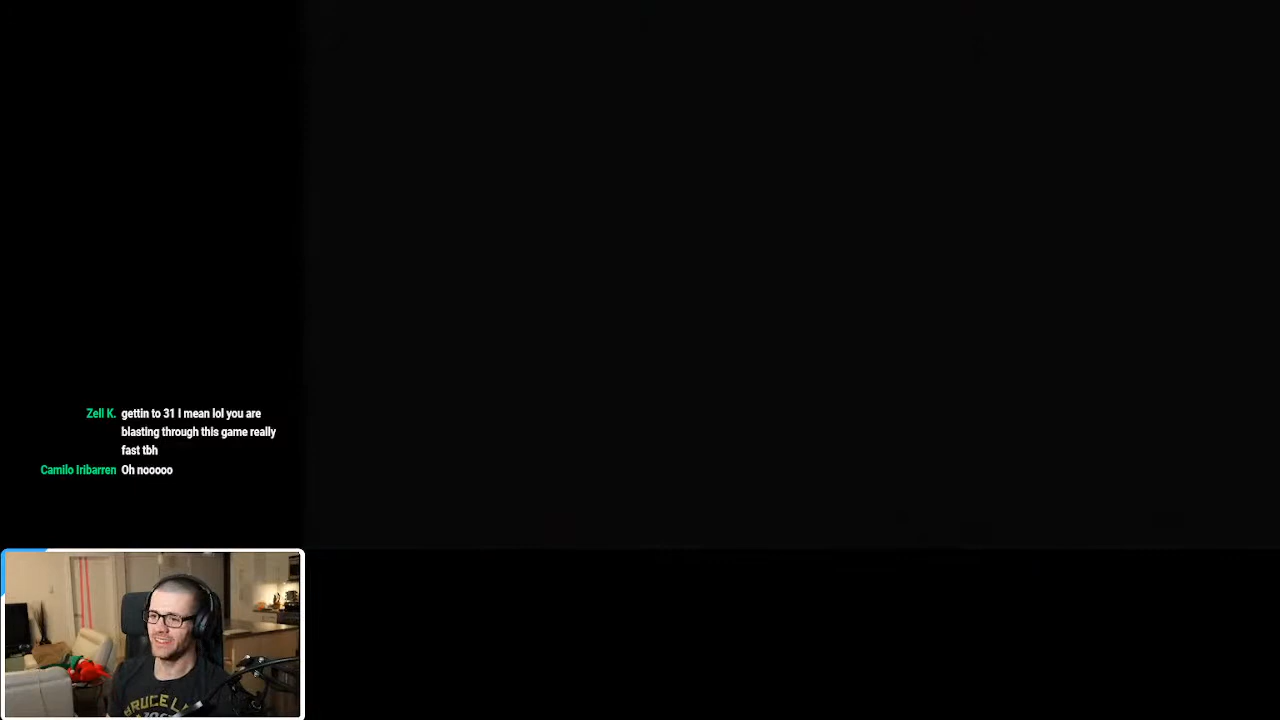 Zell K. gettin to 31 I mean lol you are
blasting through this game really
fast tbh
Camilo Iribarren Oh nooooo
BRUCE L